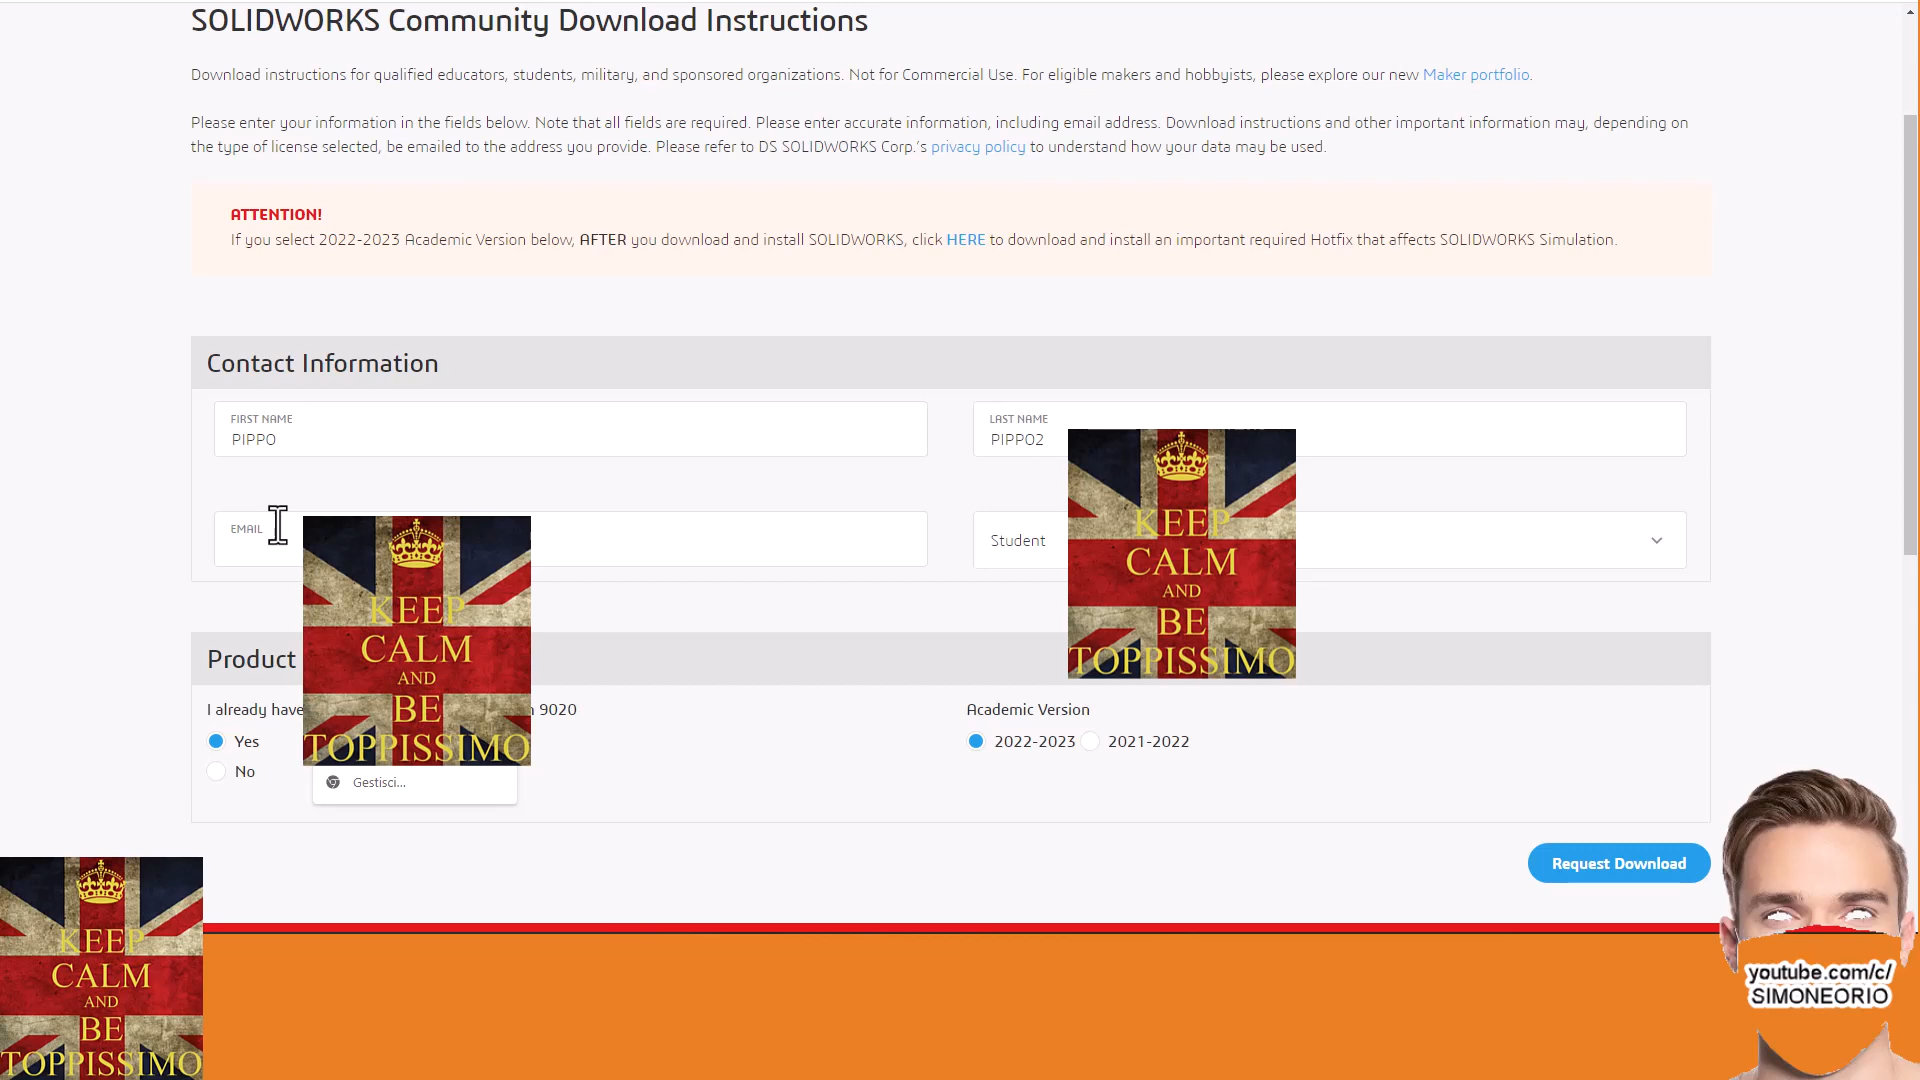 SOLIDWORKS Community Download Instructions
Download instructions for qualified educators, students, military, and sponsored organizations. Not for Commercial Use. For eligible makers and hobbyists, please explore our new Maker portfolio.
Please enter your information in the fields below. Note that all fields are required. Please enter accurate information, including email address. Download instructions and other important information may, depending on
the type of license selected, be emailed to the address you provide. Please refer to DS SOLIDWORKS Corp.'s privacy policy to understand how your data may be used.
ATTENTION!
If you select 2022-2023 Academic Version below, AFTER you download and install SOLIDWORKS, click HERE to download and install an important required Hotfix that affects SOLIDWORKS Simulation.
Contact Information
FIRST NAME
PIPPO
LAST NAME
PIPPO2
EMAIL
Student
KEEP
CALM
AND
BE
TOPPISSIMO
KEEP
CALM
AND
BE
TOPPISSIMO
Product
I already have
9020
Yes
No
Academic Version
2022-2023
2021-2022
Gestisci...
Request Download
KEEP
CALM
AND
BE
TOPPISSIMO
youtube.com/c/
SIMONEORIO